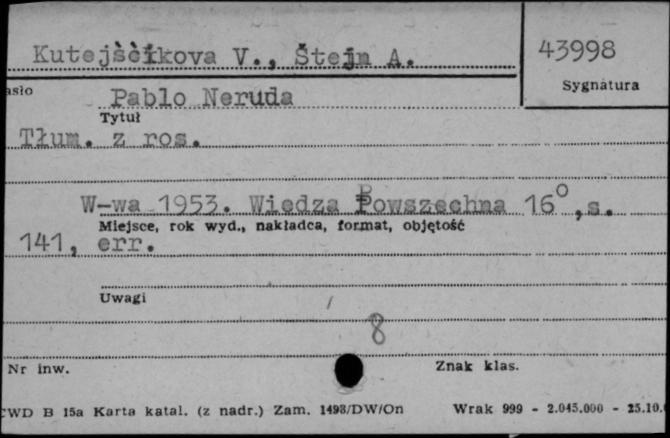 Kutejščikova V., Štejn A.
43998
Sygnatura
asło
Pablo Neruda
Tytuł
Tłum. z ros.
W-wa 1953. Wiedza Powszechna 16°, s.
Miejsce, rok wyd., nakładca, format, objętość
141, err.
Uwagi
8
Nr inw.
Znak klas.
CWD B 15a Karta katal. (z nadr.) Zam. 1498/DW/On Wrak 999 - 2.045.000 - 25.10.